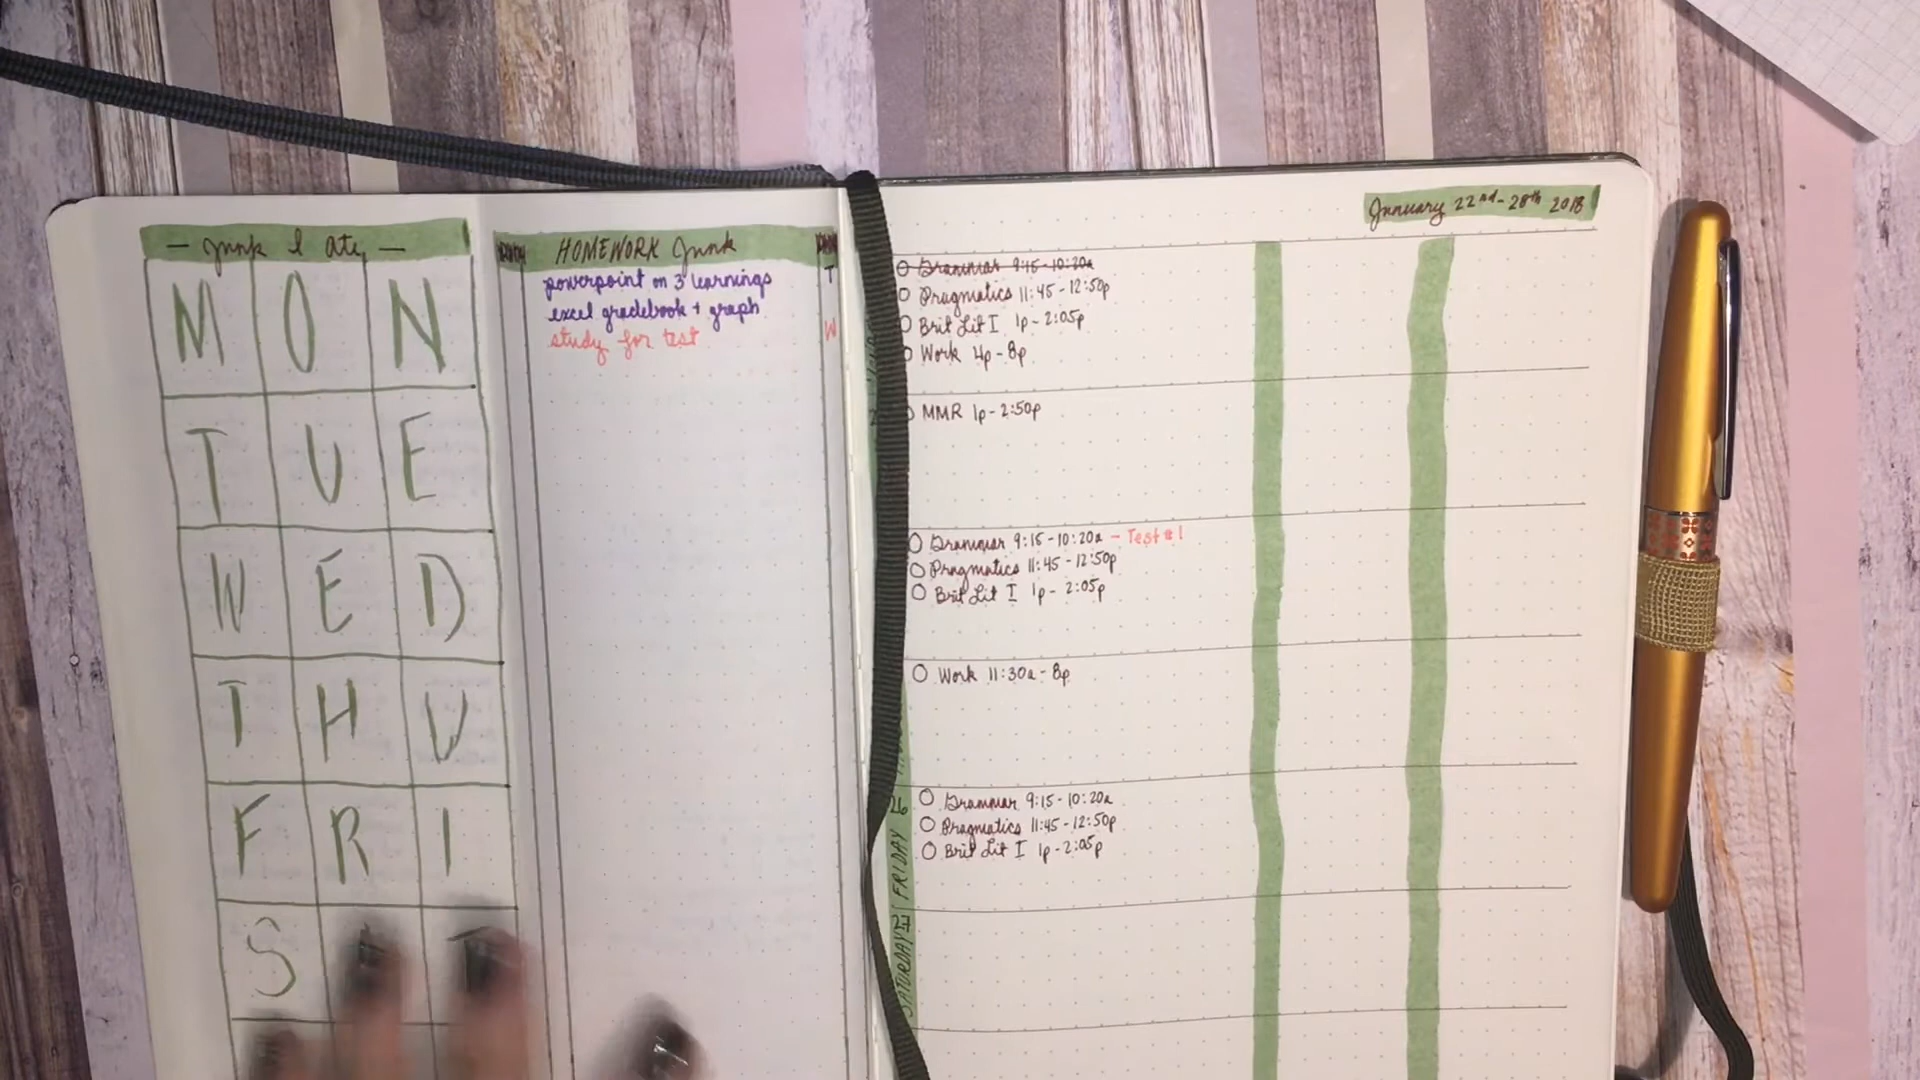 — Junk I ate —
M O N
T U E
W E D
T H U
F R I
S
HOMEWORK Junk
powerpoint on 3 learnings
T
excel gradebook + graph
study for test
W
January 22nd - 28th 2018
Grammar 9:15 - 10:20a
Pragmatics 11:45 - 12:50p
Brit Lit I 1p - 2:05p
Work 4p - 8p
MMR 1p - 2:50p
Grammar 9:15 - 10:20a - Test #1
Pragmatics 11:45 - 12:50p
Brit Lit I 1p - 2:05p
Work 11:30a - 8p
FRIDAY 26
Grammar 9:15 - 10:20a
Pragmatics 11:45 - 12:50p
Brit Lit I 1p - 2:05p
SATURDAY 27